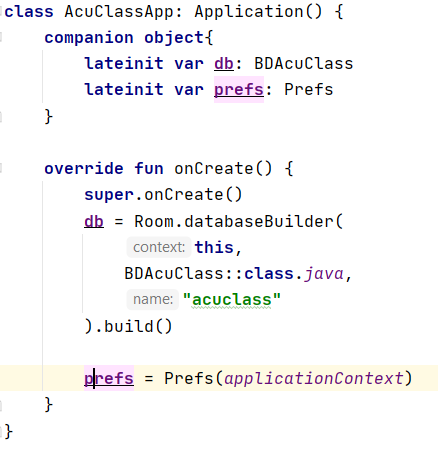 class AcuClassApp: Application() {
    companion object{
        lateinit var db: BDAcuClass
        lateinit var prefs: Prefs
    }

    override fun onCreate() {
        super.onCreate()
        db = Room.databaseBuilder(
            context: this,
            BDAcuClass::class.java,
            name: "acuclass"
        ).build()

        prefs = Prefs(applicationContext)
    }
}